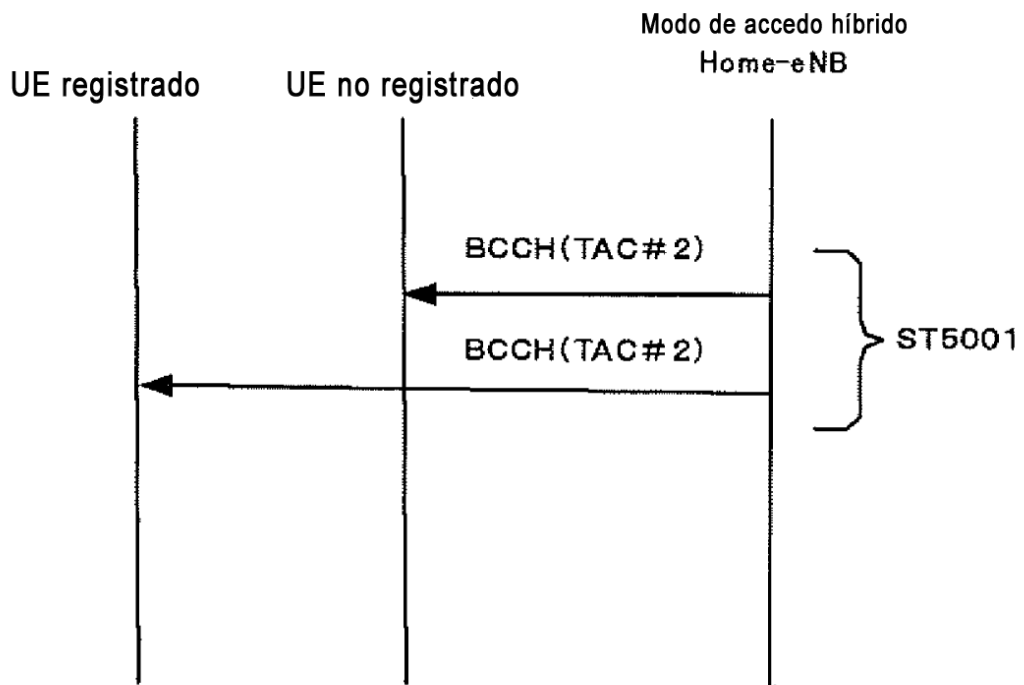 Modo de accedo híbrido
Home-eNB
UE registrado
UE no registrado
BCCH(TAC#2)
BCCH(TAC#2)
ST5001